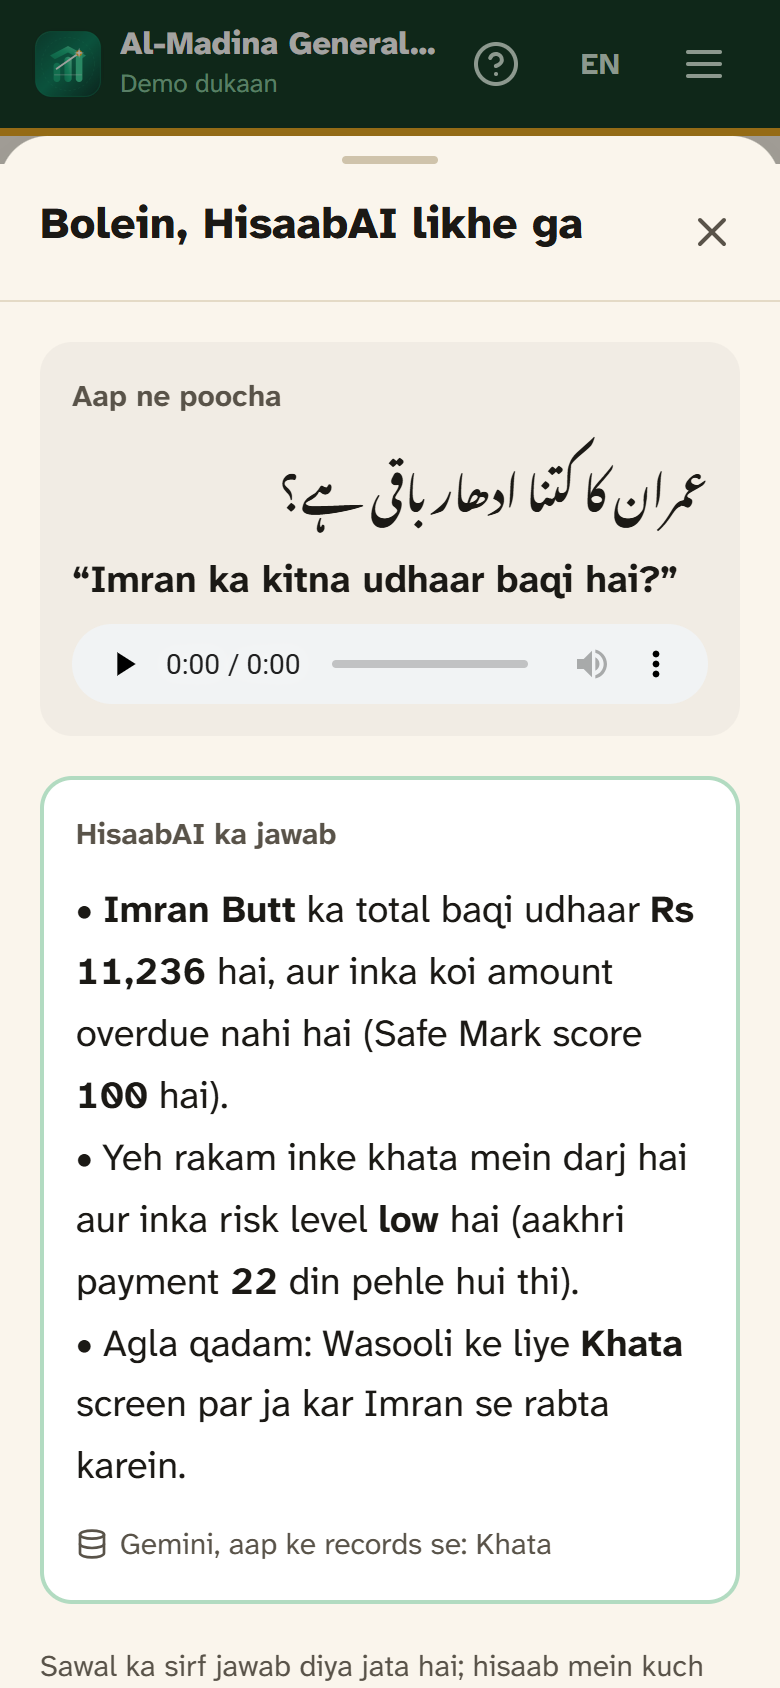 Al-Madina General...
Demo dukaan
EN
Bolein, HisaabAI likhe ga
Aap ne poocha
عمران کا کتنا ادھار باقی ہے؟
“Imran ka kitna udhaar baqi hai?”
0:00 / 0:00
HisaabAI ka jawab
• Imran Butt ka total baqi udhaar Rs
11,236 hai, aur inka koi amount
overdue nahi hai (Safe Mark score
100 hai).
• Yeh rakam inke khata mein darj hai
aur inka risk level low hai (aakhri
payment 22 din pehle hui thi).
• Agla qadam: Wasooli ke liye Khata
screen par ja kar Imran se rabta
karein.
Gemini, aap ke records se: Khata
Sawal ka sirf jawab diya jata hai; hisaab mein kuch